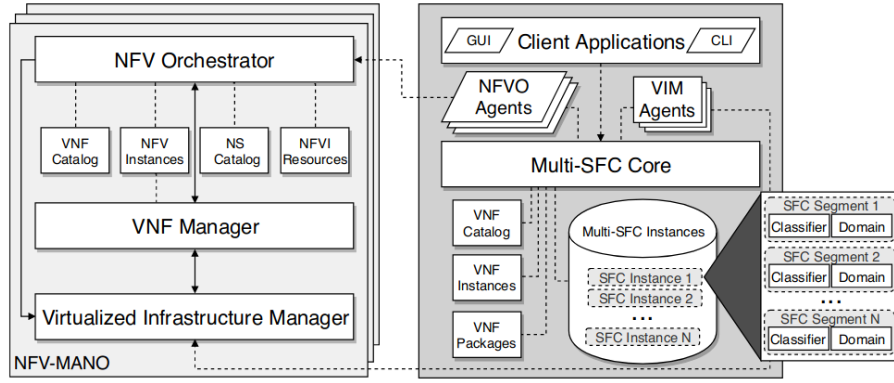 NFV Orchestrator
VNF
Catalog
NFV
Instances
NS
Catalog
NFVI
Resources
VNF Manager
Virtualized Infrastructure Manager
NFV-MANO
GUI
Client Applications
CLI
NFVO
Agents
VIM
Agents
Multi-SFC Core
VNF
Catalog
VNF
Instances
VNF
Packages
Multi-SFC Instances
SFC Instance 1
SFC Instance 2
...
SFC Instance N
SFC Segment 1
Classifier
Domain
SFC Segment 2
Classifier
Domain
...
SFC Segment N
Classifier
Domain